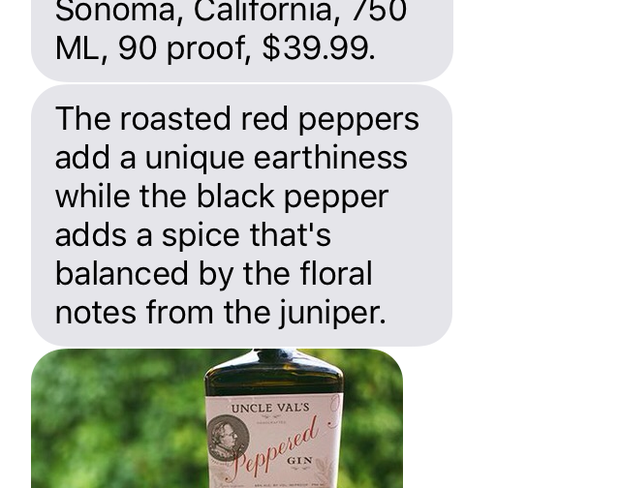 Sonoma, California, 750
ML, 90 proof, $39.99.
The roasted red peppers
add a unique earthiness
while the black pepper
adds a spice that's
balanced by the floral
notes from the juniper.
UNCLE VAL'S
HANDCRAFTED
Peppered
GIN